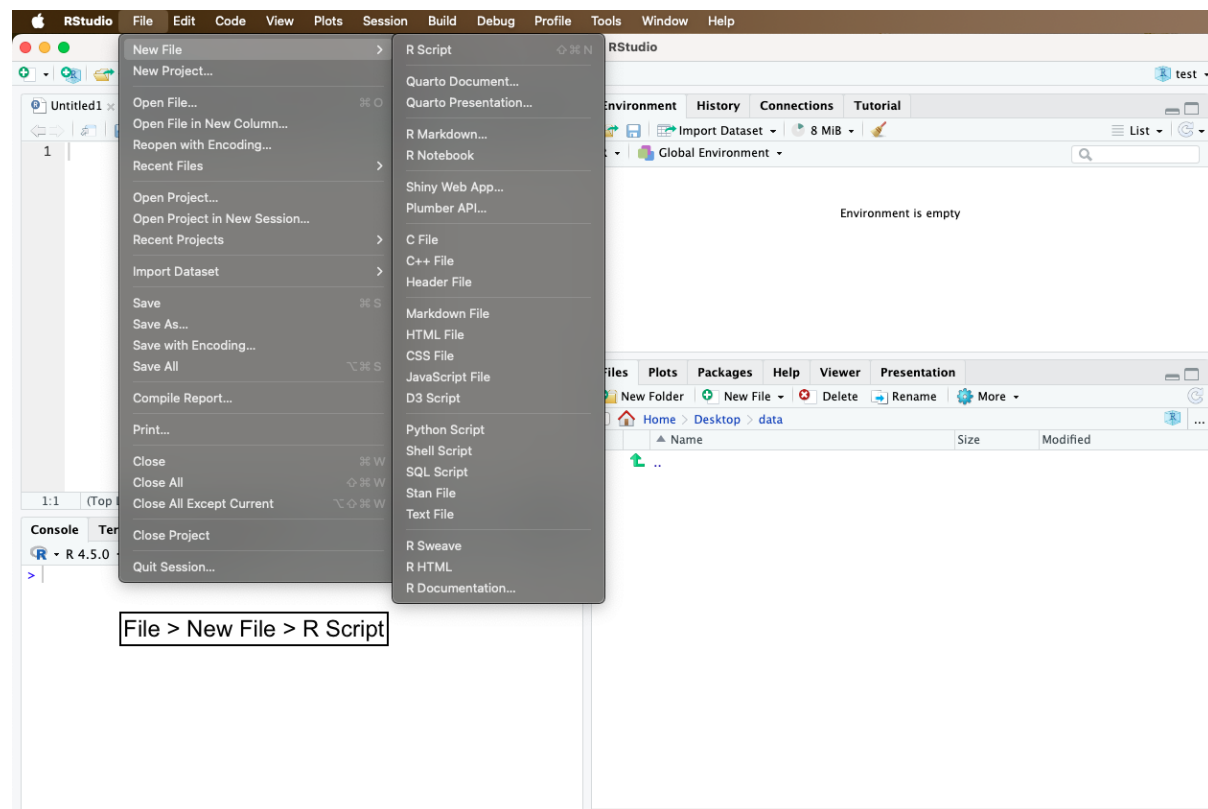 RStudio File Edit Code View Plots Session Build Debug Profile Tools Window Help
RStudio
test
Untitled1
1
1:1 (Top
Console Ter
R 4.5.0
>
New File
New Project...
Open File... ⌘ O
Open File in New Column...
Reopen with Encoding...
Recent Files
Open Project...
Open Project in New Session...
Recent Projects
Import Dataset
Save ⌘ S
Save As...
Save with Encoding...
Save All ⌥⌘ S
Compile Report...
Print...
Close ⌘ W
Close All ⇧⌘ W
Close All Except Current ⌥⇧⌘ W
Close Project
Quit Session...
R Script ⇧⌘ N
Quarto Document...
Quarto Presentation...
R Markdown...
R Notebook
Shiny Web App...
Plumber API...
C File
C++ File
Header File
Markdown File
HTML File
CSS File
JavaScript File
D3 Script
Python Script
Shell Script
SQL Script
Stan File
Text File
R Sweave
R HTML
R Documentation...
File > New File > R Script
Environment History Connections Tutorial
Import Dataset 8 MiB List
Global Environment
Environment is empty
Files Plots Packages Help Viewer Presentation
New Folder New File Delete Rename More
Home > Desktop > data ...
Name Size Modified
..